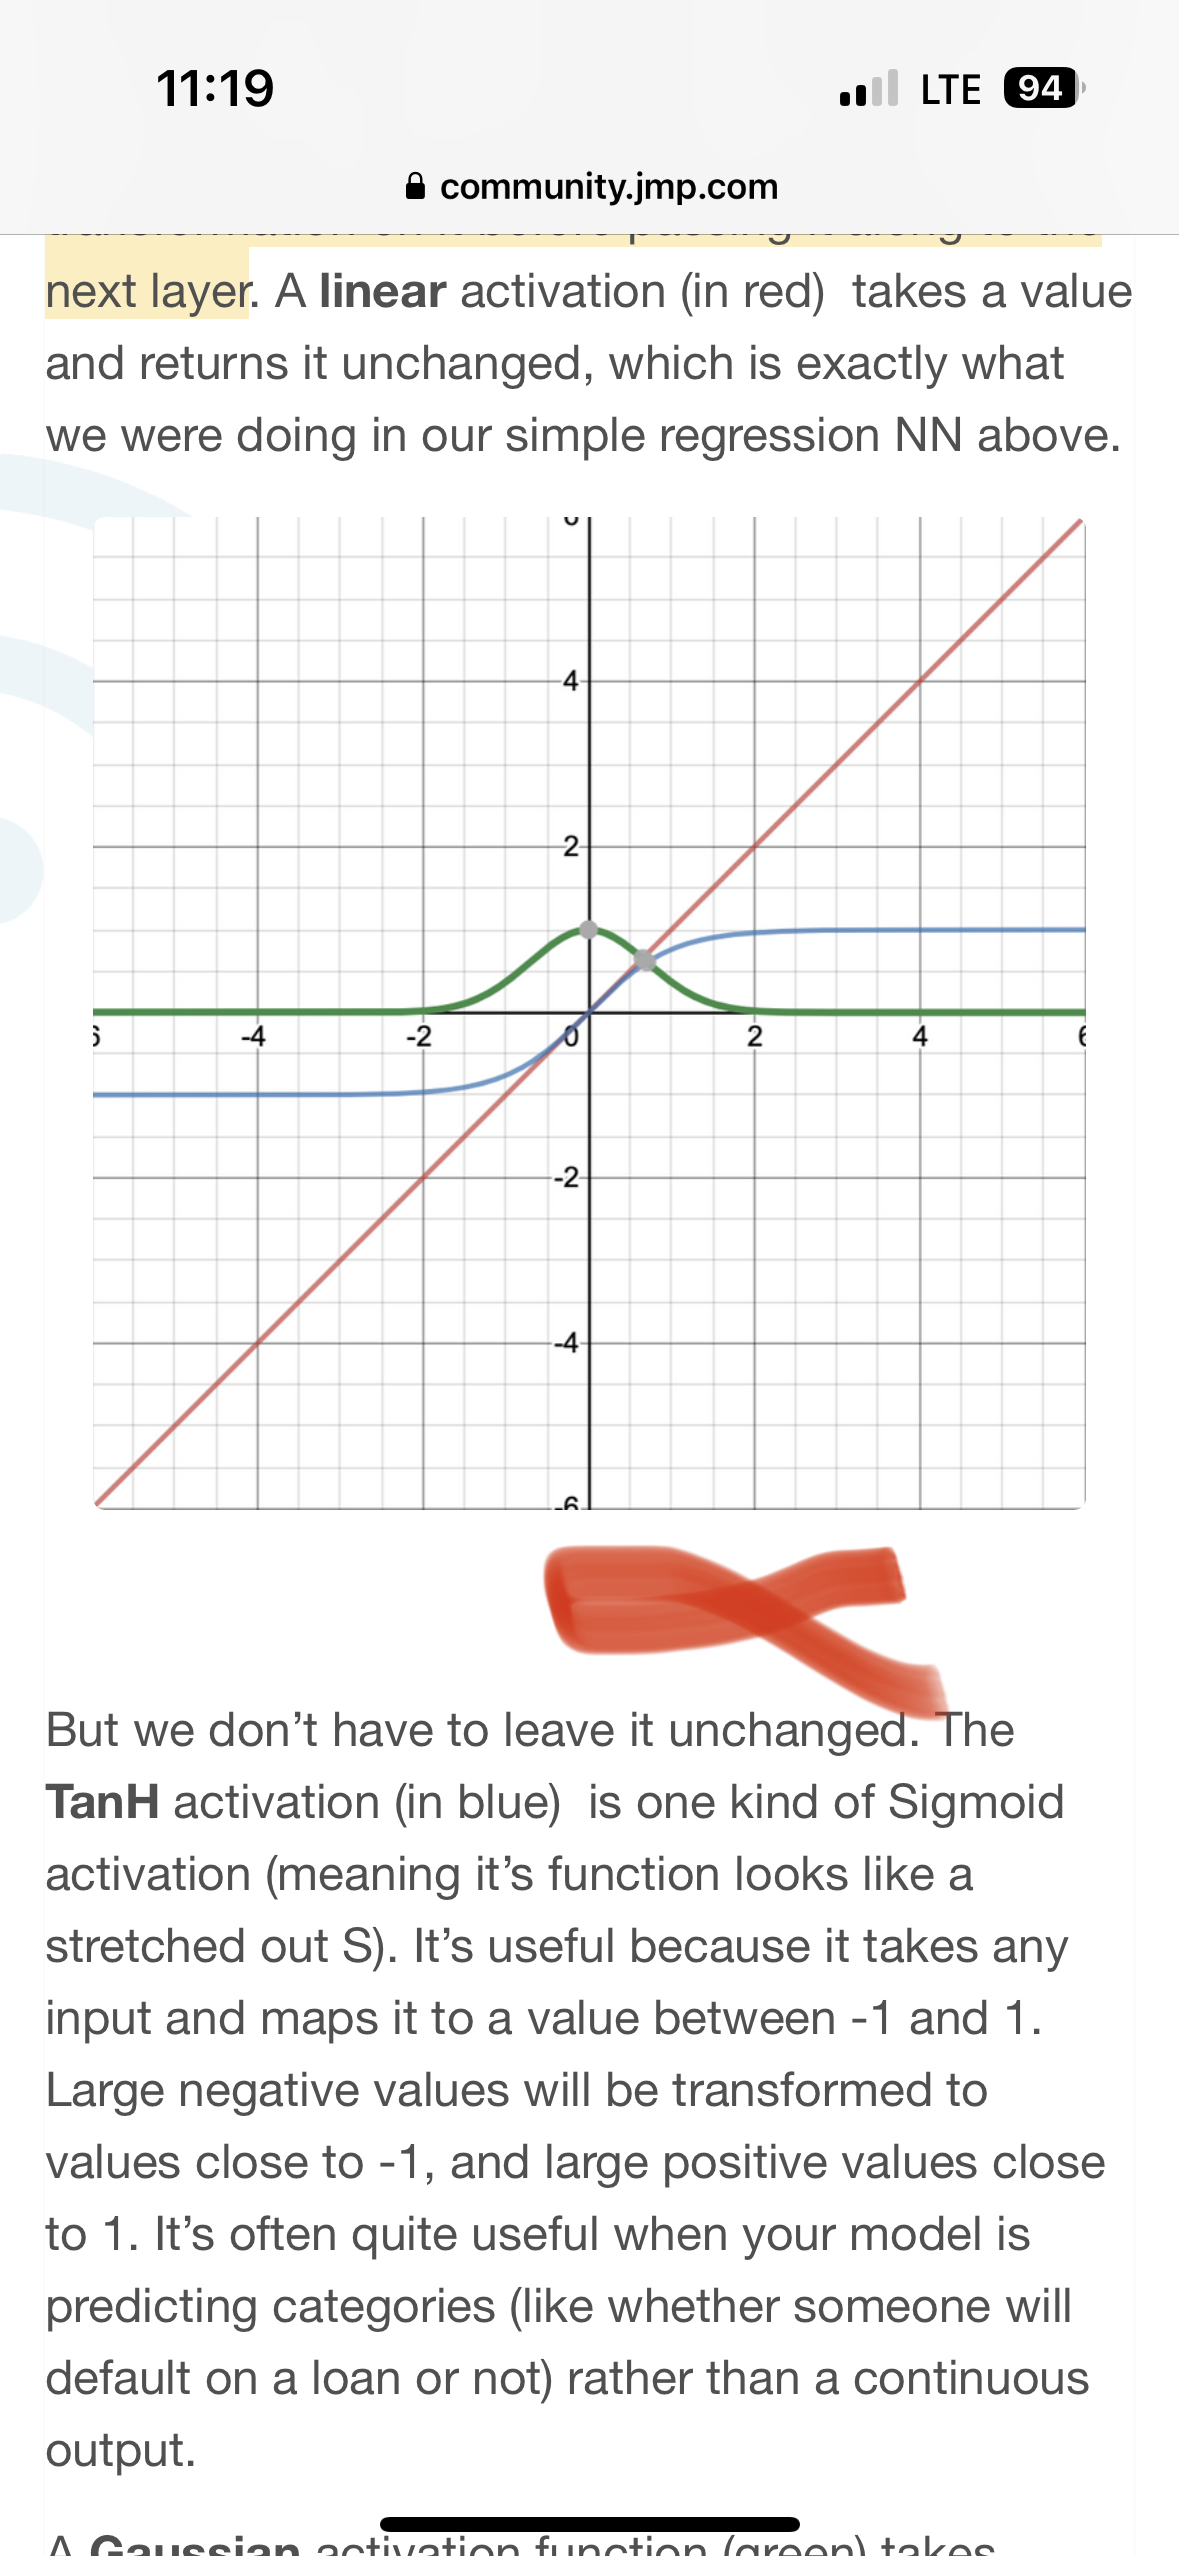 11:19
LTE 94
community.jmp.com
next layer. A linear activation (in red) takes a value
and returns it unchanged, which is exactly what
we were doing in our simple regression NN above.
4
2
-4 -2 0 2 4
-2
-4
-6
But we don’t have to leave it unchanged. The
TanH activation (in blue) is one kind of Sigmoid
activation (meaning it’s function looks like a
stretched out S). It’s useful because it takes any
input and maps it to a value between -1 and 1.
Large negative values will be transformed to
values close to -1, and large positive values close
to 1. It’s often quite useful when your model is
predicting categories (like whether someone will
default on a loan or not) rather than a continuous
output.
A Gaussian activation function (green) takes